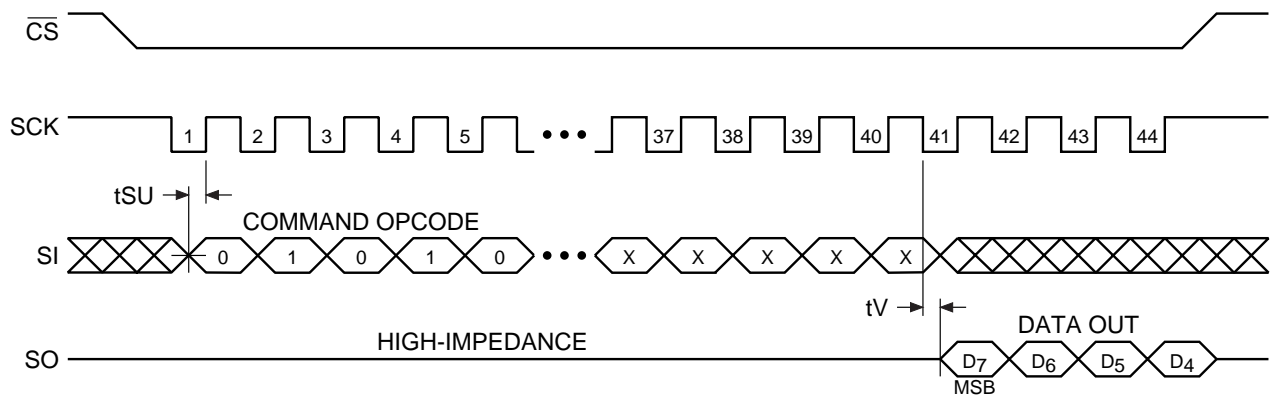 CS
SCK 1 2 3 4 5 ••• 37 38 39 40 41 42 43 44
tSU
COMMAND OPCODE
SI 0 1 0 1 0 ••• X X X X X
tV
HIGH-IMPEDANCE
DATA OUT
SO D7 D6 D5 D4
MSB